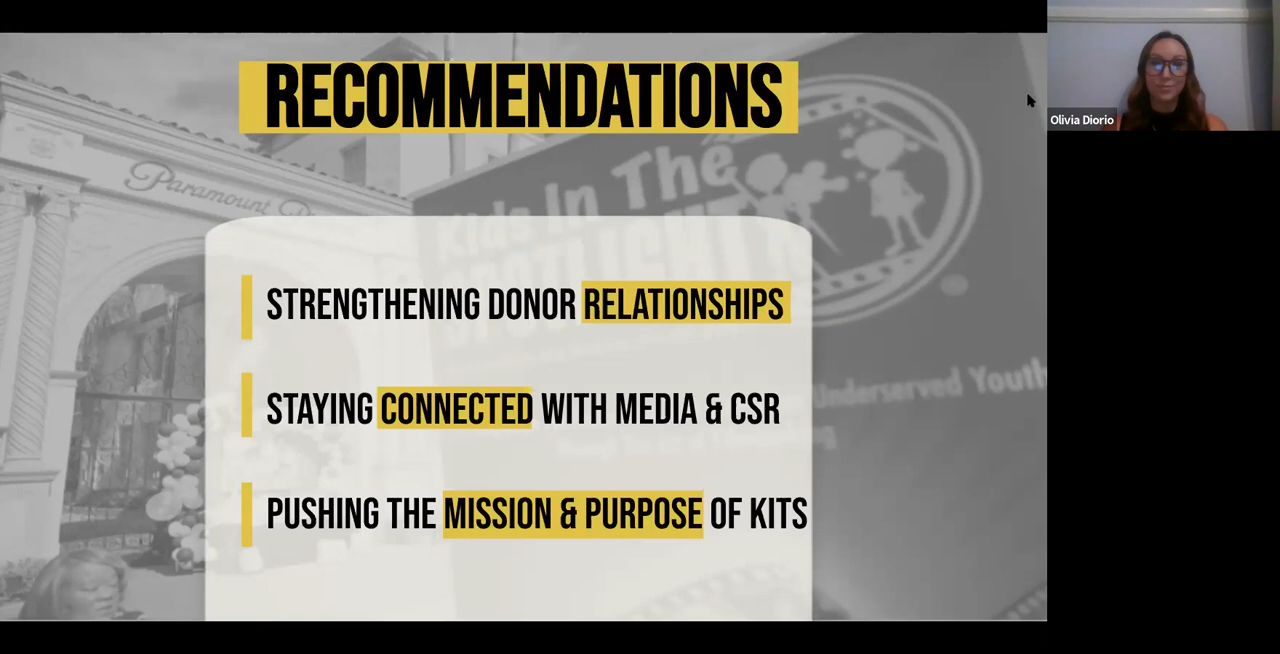 RECOMMENDATIONS
Olivia Diorio
Paramount
Kids In The
SPOTLIGHT
Underserved Youth
STRENGTHENING DONOR RELATIONSHIPS
STAYING CONNECTED WITH MEDIA & CSR
PUSHING THE MISSION & PURPOSE OF KITS